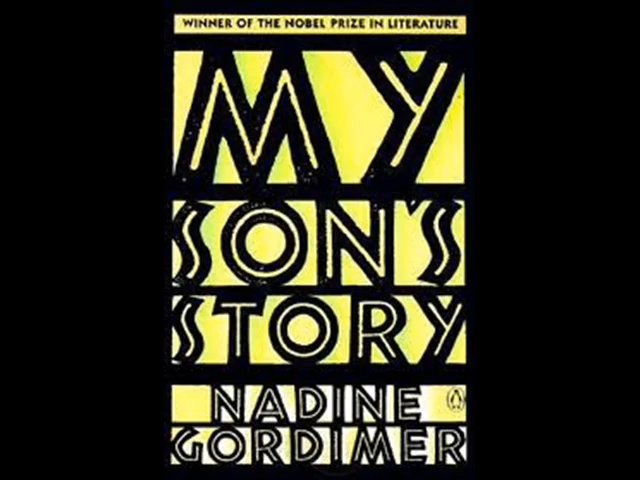 WINNER OF THE NOBEL PRIZE IN LITERATURE
MY
SON'S
STORY
NADINE
GORDIMER